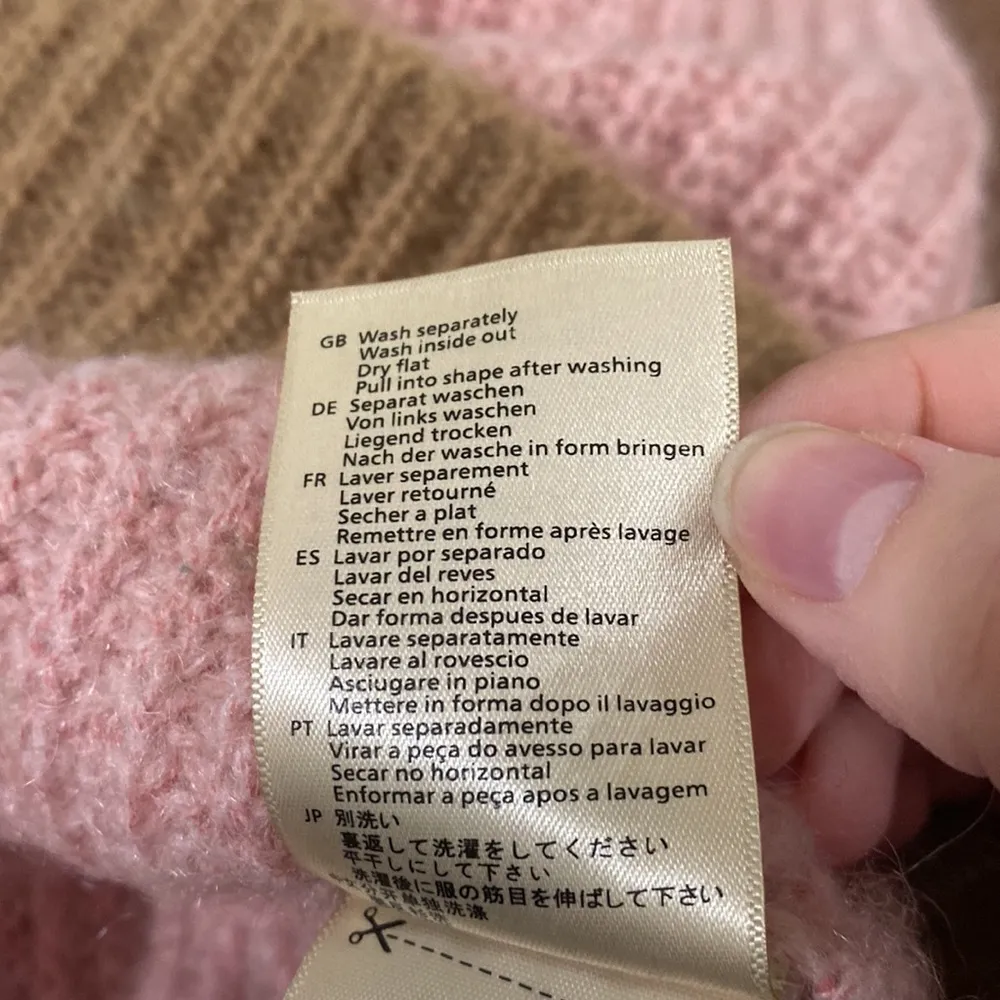 GB Wash separately
Wash inside out
Dry flat
Pull into shape after washing
DE Separat waschen
Von links waschen
Liegend trocken
Nach der wasche in form bringen
FR Laver separement
Laver retourné
Secher a plat
Remettre en forme après lavage
ES Lavar por separado
Lavar del reves
Secar en horizontal
Dar forma despues de lavar
IT Lavare separatamente
Lavare al rovescio
Asciugare in piano
Mettere in forma dopo il lavaggio
PT Lavar separadamente
Virar a peça do avesso para lavar
Secar no horizontal
Enformar a peça apos a lavagem
JP 別洗い
裏返して洗濯をしてください
平干しにして下さい
洗濯後に服の筋目を伸ばして下さい
分开单独洗涤